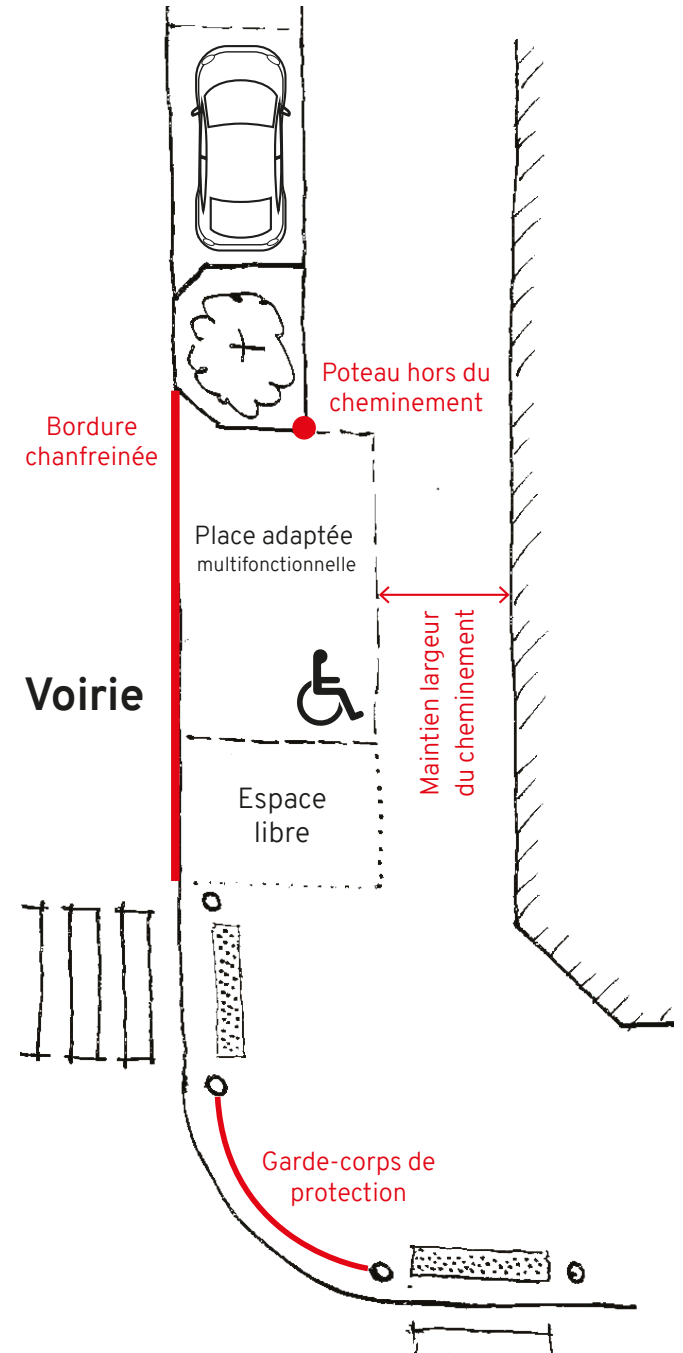 Poteau hors du
cheminement
Bordure
chanfreinée
Place adaptée
multifonctionnelle
Maintien largeur
du cheminement
Voirie
Espace
libre
Garde-corps de
protection